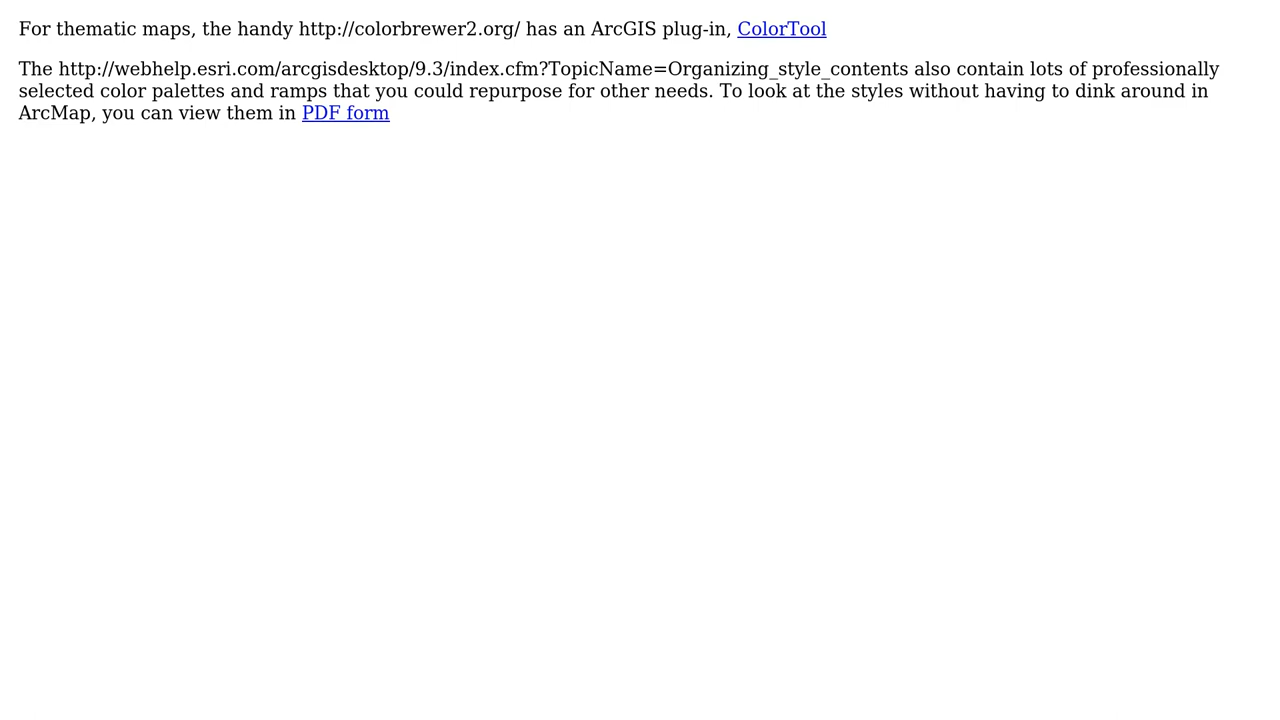 For thematic maps, the handy http://colorbrewer2.org/ has an ArcGIS plug-in, ColorTool
The http://webhelp.esri.com/arcgisdesktop/9.3/index.cfm?TopicName=Organizing_style_contents also contain lots of professionally
selected color palettes and ramps that you could repurpose for other needs. To look at the styles without having to dink around in
ArcMap, you can view them in PDF form